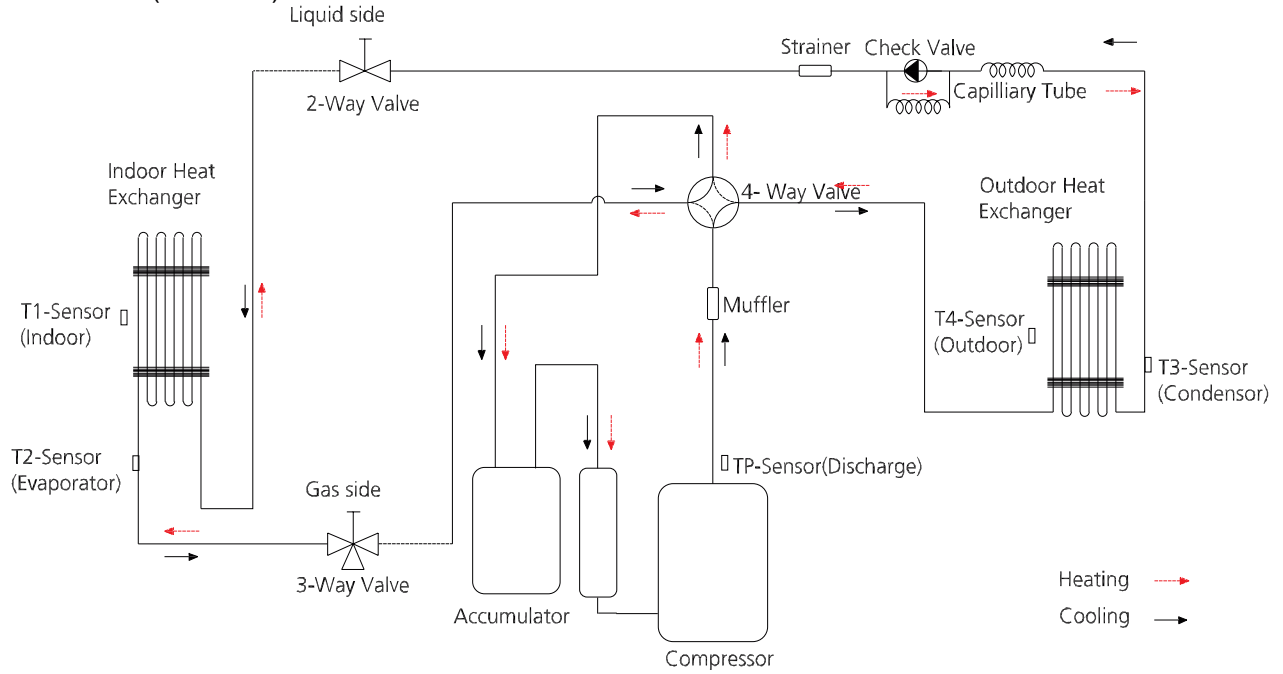 Liquid side
2-Way Valve
Strainer
Check Valve
Capilliary Tube
Indoor Heat
Exchanger
4- Way Valve
Outdoor Heat
Exchanger
T1-Sensor
(Indoor)
Muffler
T4-Sensor
(Outdoor)
T3-Sensor
(Condensor)
T2-Sensor
(Evaporator)
TP-Sensor(Discharge)
Gas side
3-Way Valve
Accumulator
Compressor
Heating
Cooling